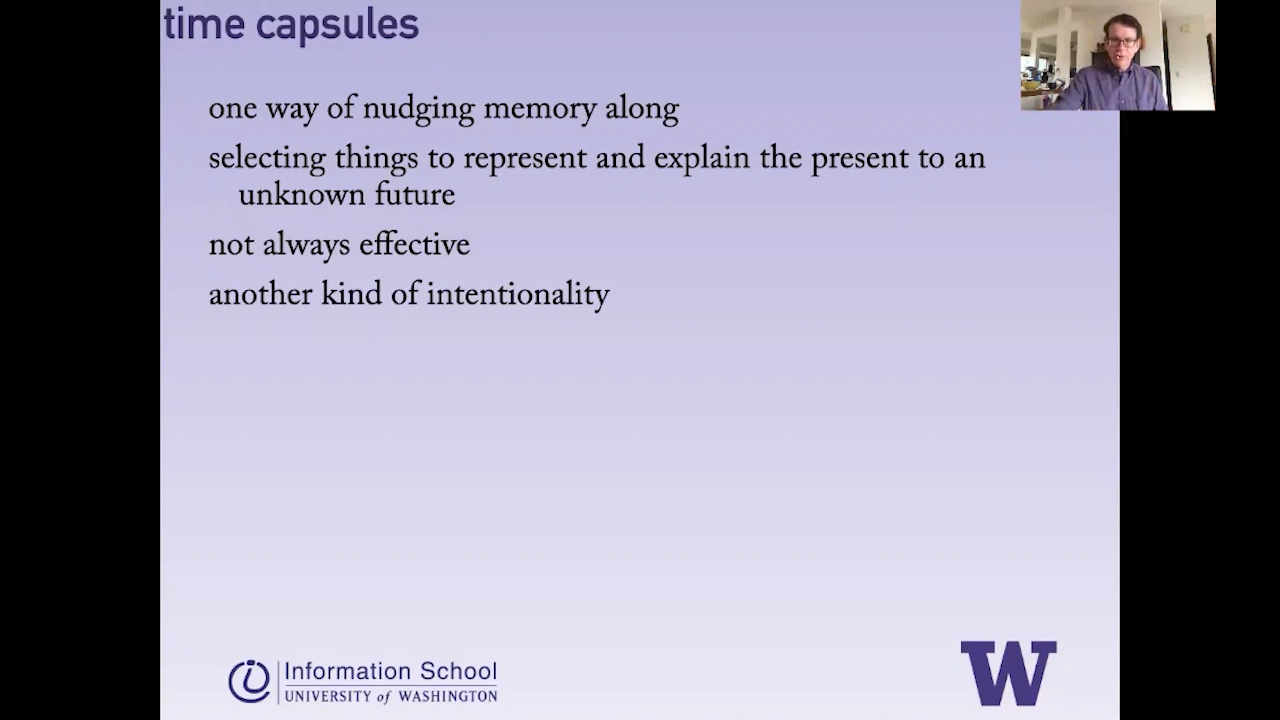 time capsules
one way of nudging memory along
selecting things to represent and explain the present to an
unknown future
not always effective
another kind of intentionality
Information School
UNIVERSITY of WASHINGTON
W